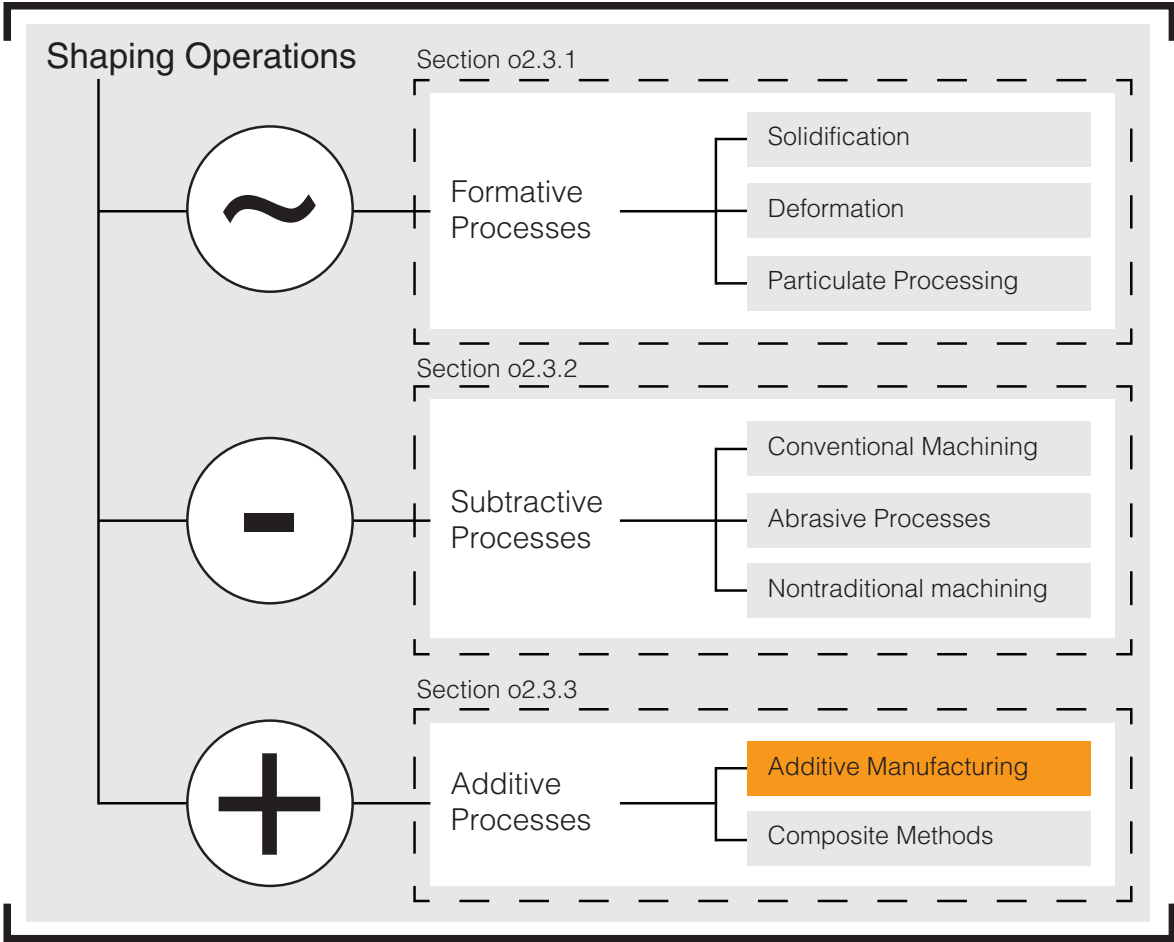 Shaping Operations
Section o2.3.1
Formative
Processes
Solidification
Deformation
Particulate Processing
Section o2.3.2
Subtractive
Processes
Conventional Machining
Abrasive Processes
Nontraditional machining
Section o2.3.3
Additive
Processes
Additive Manufacturing
Composite Methods